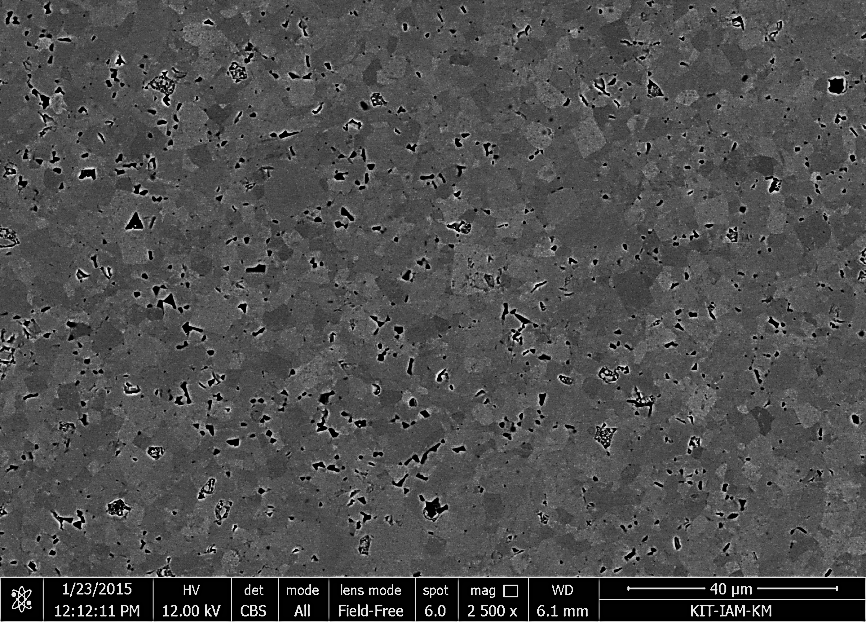 1/23/2015 HV det mode lens mode spot mag WD 40 µm
12:12:11 PM 12.00 kV CBS All Field-Free 6.0 2 500 x 6.1 mm KIT-IAM-KM